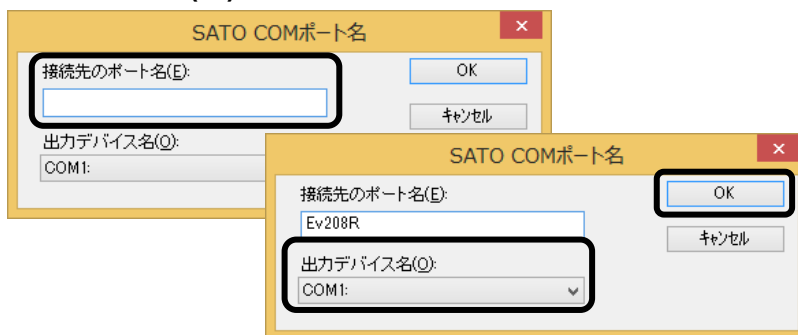 SATO COMポート名
接続先のポート名(E):
OK
キャンセル
出力デバイス名(O):
COM1:
SATO COMポート名
接続先のポート名(E):
OK
Ev208R
キャンセル
出力デバイス名(O):
COM1: